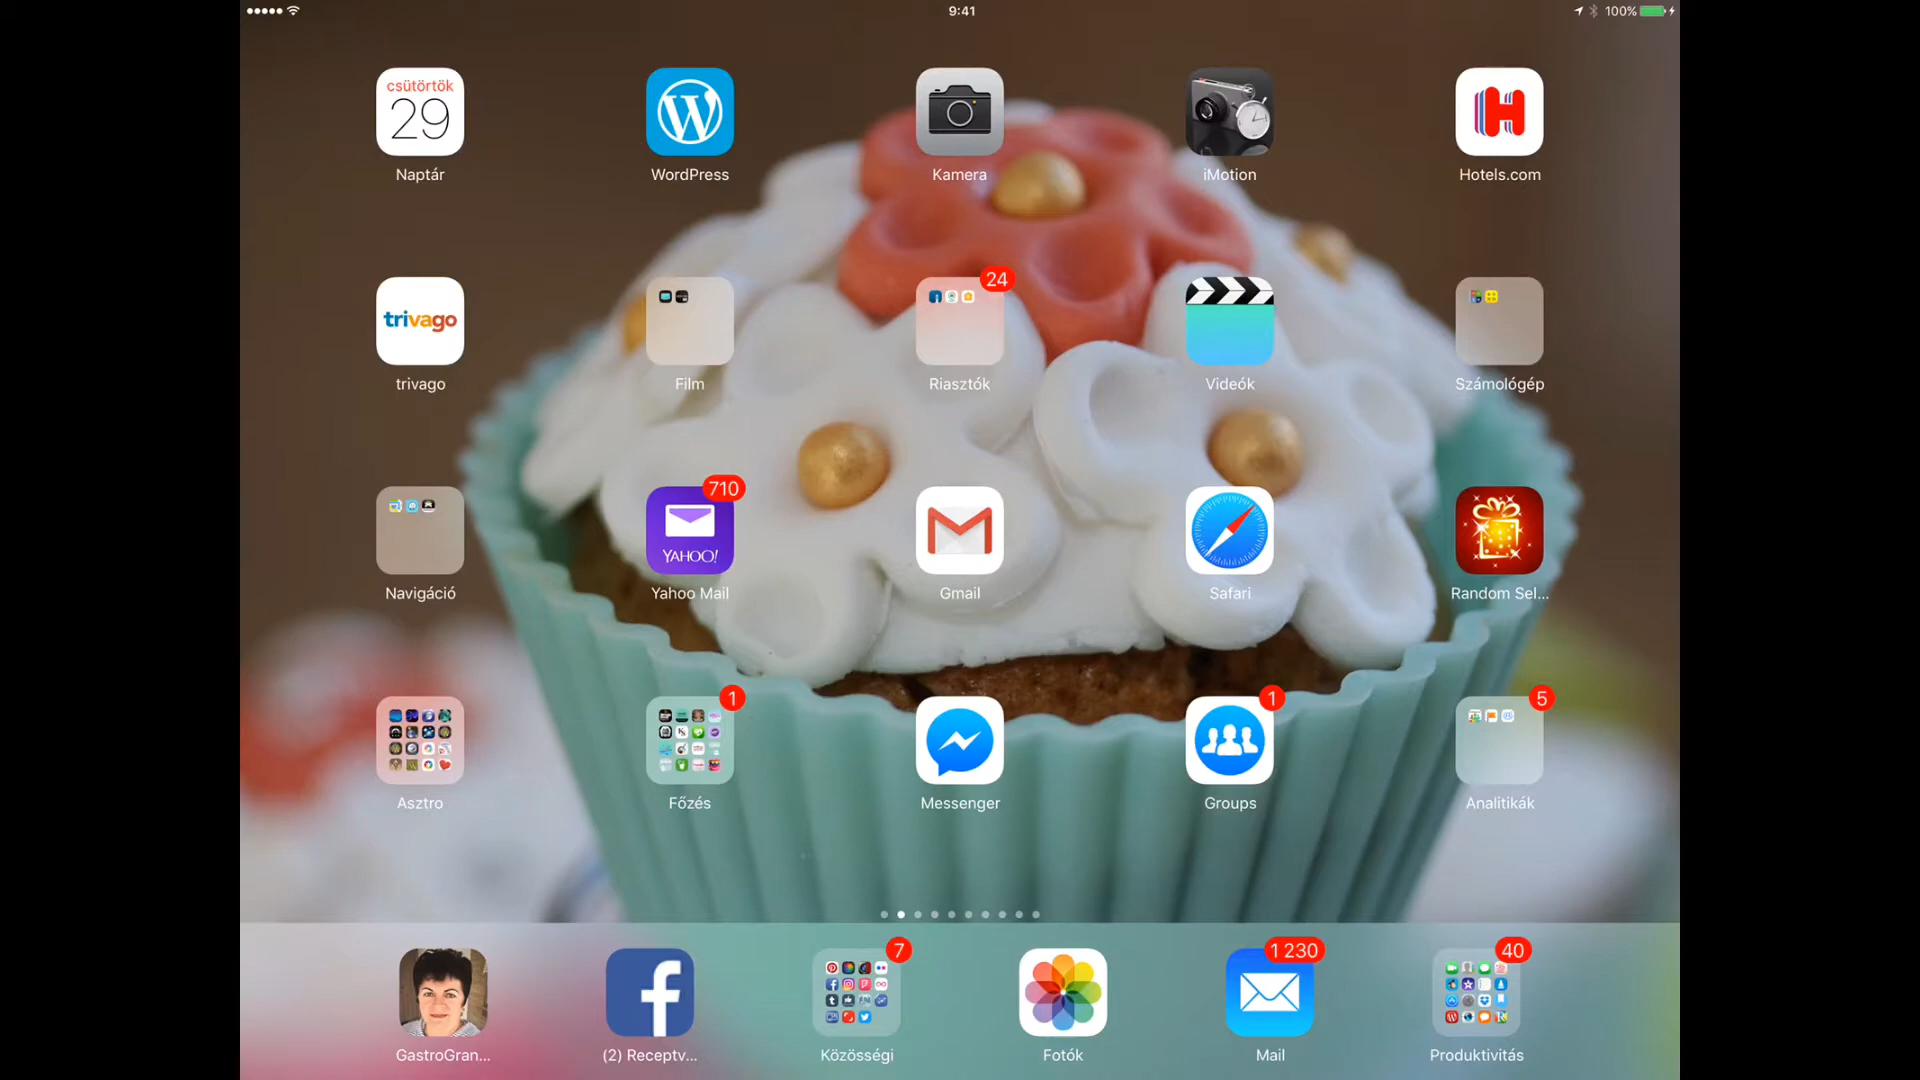 9:41
100%
csütörtök
29
Naptár
WordPress
Kamera
iMotion
Hotels.com
trivago
24
trivago
Film
Riasztók
Videók
Számológép
710
YAHOO!
Navigáció
Yahoo Mail
Gmail
Safari
Random Sel...
1
1
5
Asztro
Főzés
Messenger
Groups
Analitikák
7
1 230
40
GastroGran...
(2) Receptv...
Közösségi
Fotók
Mail
Produktivitás